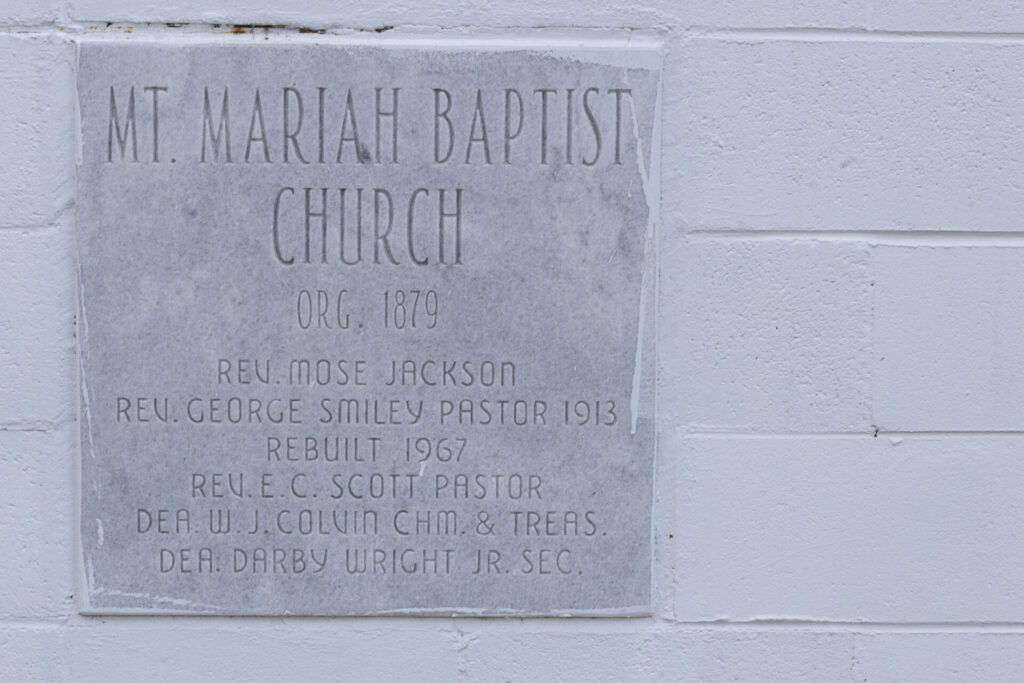 MT. MARIAH BAPTIST
CHURCH
ORG. 1879
REV. MOSE JACKSON
REV. GEORGE SMILEY PASTOR 1913
REBUILT 1967
REV. E. C. SCOTT PASTOR
DEA. W. J. COLVIN CHM. & TREAS.
DEA. DARBY WRIGHT JR. SEC.